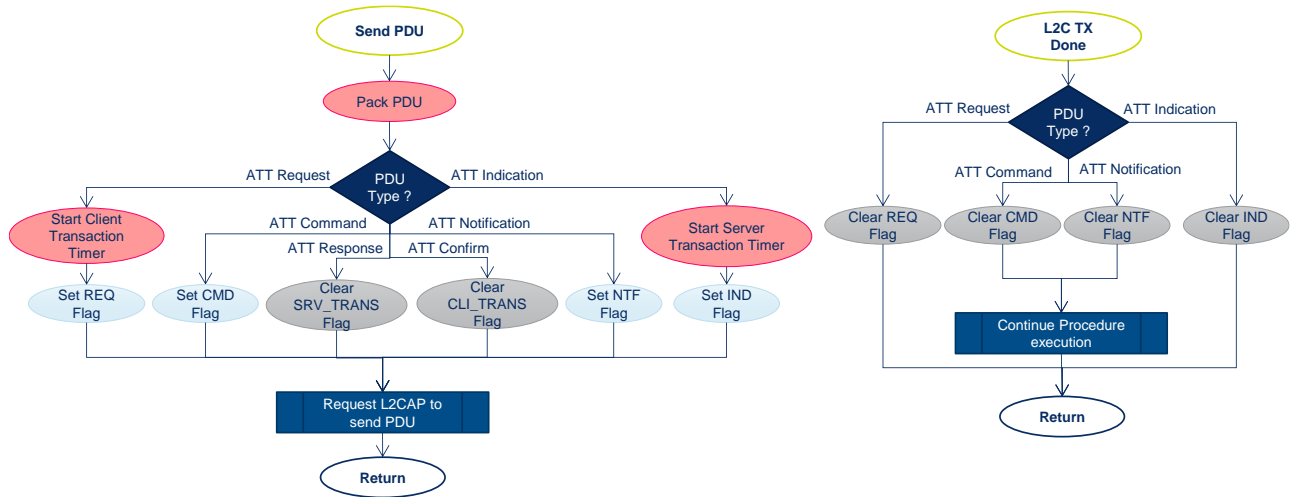 Send PDU
Pack PDU
PDU
Type ?
ATT Request
ATT Indication
ATT Command
ATT Notification
ATT Response
ATT Confirm
Start Client
Transaction
Timer
Start Server
Transaction Timer
Set REQ
Flag
Set CMD
Flag
Clear
SRV_TRANS
Flag
Clear
CLI_TRANS
Flag
Set NTF
Flag
Set IND
Flag
Request L2CAP to
send PDU
Return
L2C TX
Done
PDU
Type ?
ATT Request
ATT Indication
ATT Command
ATT Notification
Clear REQ
Flag
Clear CMD
Flag
Clear NTF
Flag
Clear IND
Flag
Continue Procedure
execution
Return